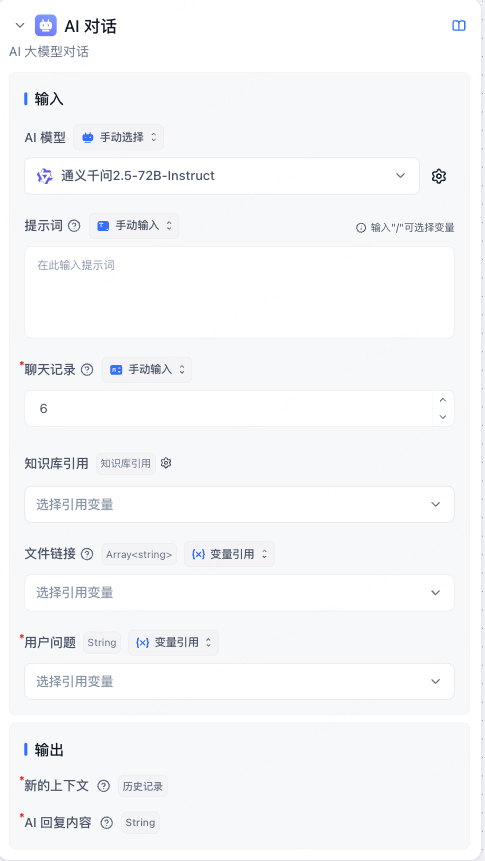 AI 对话
AI 大模型对话
输入
AI 模型 手动选择
通义千问2.5-72B-Instruct
提示词 手动输入 输入"/"可选择变量
在此输入提示词
*聊天记录 手动输入
6
知识库引用 知识库引用
选择引用变量
文件链接 Array<string> 变量引用
选择引用变量
*用户问题 String 变量引用
选择引用变量
输出
*新的上下文 历史记录
*AI 回复内容 String